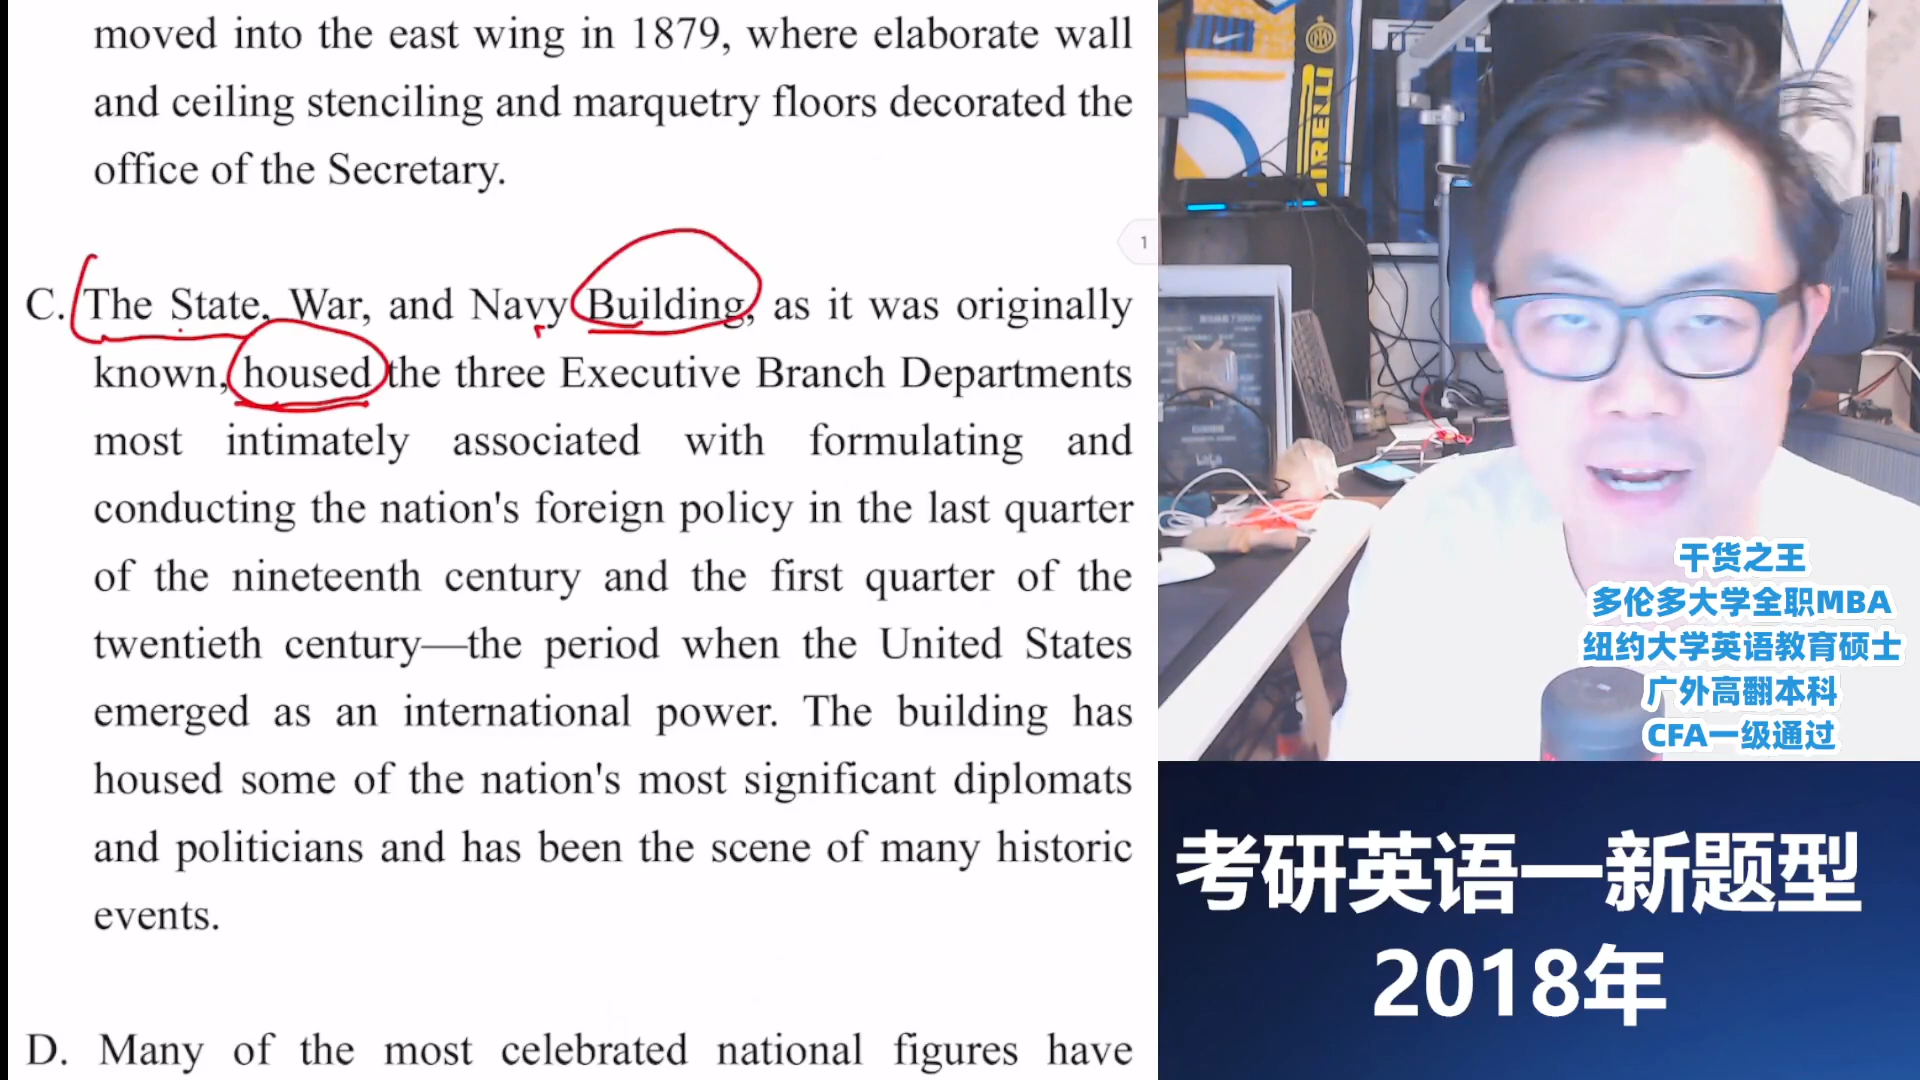 moved into the east wing in 1879, where elaborate wall
and ceiling stenciling and marquetry floors decorated the
office of the Secretary.
1
C. The State, War, and Navy Building, as it was originally
known, housed the three Executive Branch Departments
most intimately associated with formulating and
conducting the nation's foreign policy in the last quarter
of the nineteenth century and the first quarter of the
twentieth century—the period when the United States
emerged as an international power. The building has
housed some of the nation's most significant diplomats
and politicians and has been the scene of many historic
events.
D. Many of the most celebrated national figures have
PIRELLI
干货之王
多伦多大学全职MBA
纽约大学英语教育硕士
广外高翻本科
CFA一级通过
考研英语一新题型
2018年